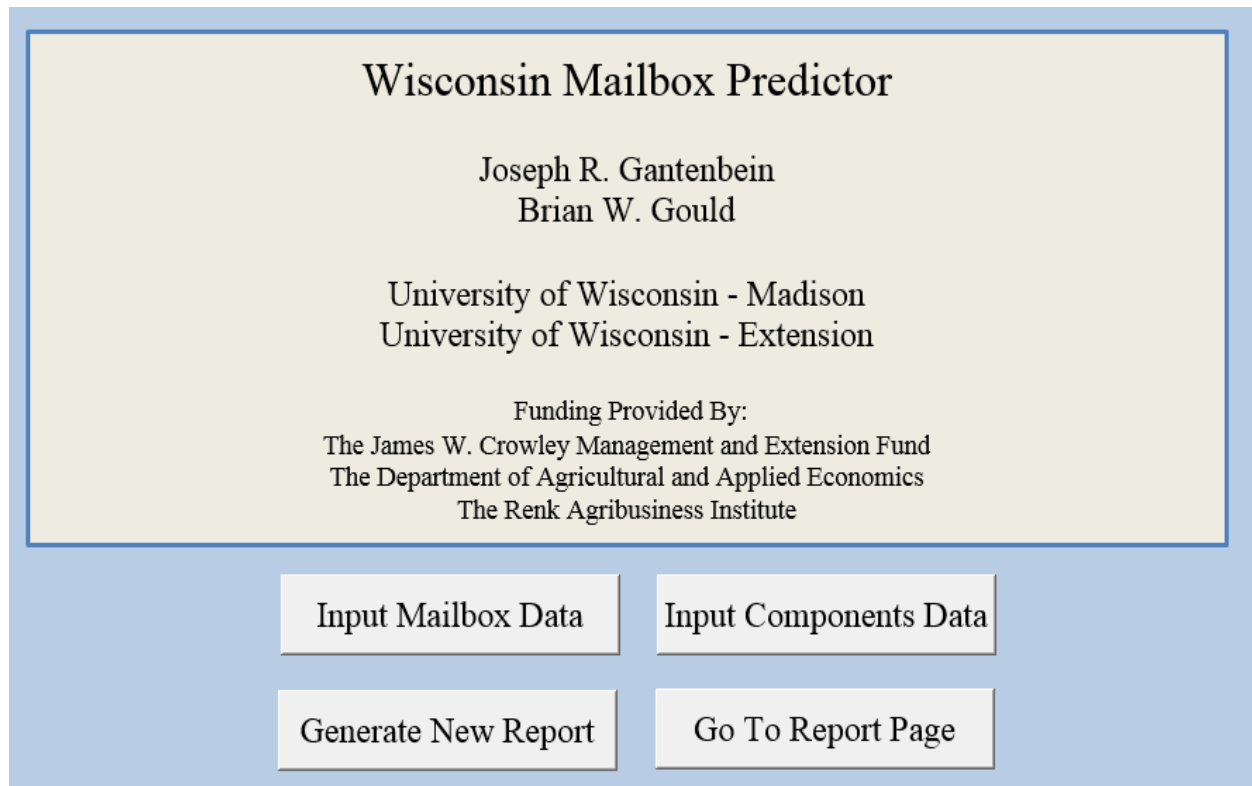 Wisconsin Mailbox Predictor
Joseph R. Gantenbein
Brian W. Gould
University of Wisconsin - Madison
University of Wisconsin - Extension
Funding Provided By:
The James W. Crowley Management and Extension Fund
The Department of Agricultural and Applied Economics
The Renk Agribusiness Institute
Input Mailbox Data
Input Components Data
Generate New Report
Go To Report Page